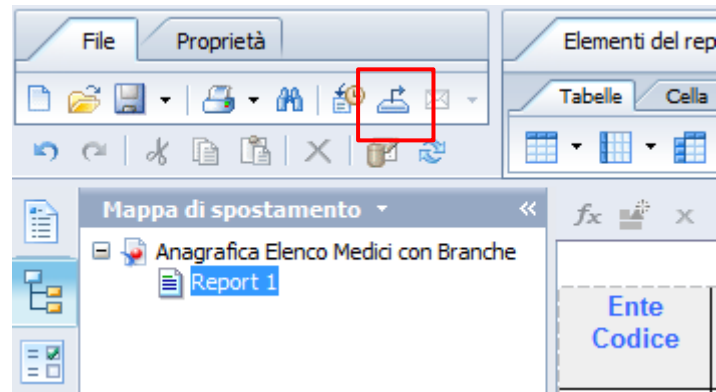 File Proprietà Elementi del rep
Tabelle Cella
Mappa di spostamento
Anagrafica Elenco Medici con Branche
Report 1
fx
Ente
Codice